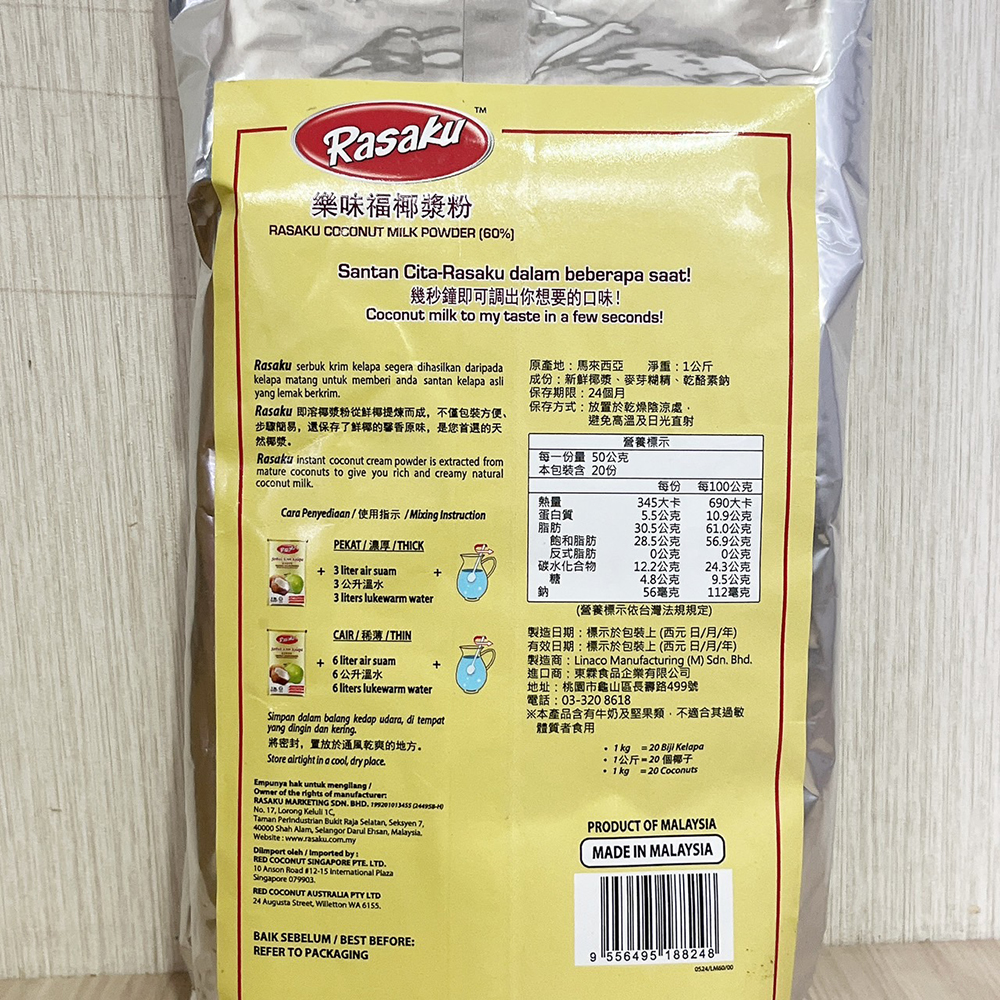 Rasaku™
樂味福椰漿粉
RASAKU COCONUT MILK POWDER (60%)
Santan Cita-Rasaku dalam beberapa saat!
幾秒鐘即可調出你想要的口味！
Coconut milk to my taste in a few seconds!
Rasaku serbuk krim kelapa segera dihasilkan daripada
kelapa matang untuk memberi anda santan kelapa asli
yang lemak berkrim.
Rasaku 即溶椰漿粉從鮮椰提煉而成，不僅包裝方便、
步驟簡易，還保存了鮮椰的馨香原味，是您首選的天
然椰漿。
Rasaku instant coconut cream powder is extracted from
mature coconuts to give you rich and creamy natural
coconut milk.
Cara Penyediaan / 使用指示 / Mixing Instruction
PEKAT / 濃厚 / THICK
+ 3 liter air suam +
3 公升溫水
3 liters lukewarm water
CAIR / 稀薄 / THIN
+ 6 liter air suam +
6 公升溫水
6 liters lukewarm water
Simpan dalam balang kedap udara, di tempat
yang dingin dan kering.
將密封，置放於通風乾爽的地方。
Store airtight in a cool, dry place.
Empunya hak untuk mengilang /
Owner of the rights of manufacturer:
RASAKU MARKETING SDN. BHD. 199201013455 (244958-H)
No. 17, Lorong Keluli 1C,
Taman Perindustrian Bukit Raja Selatan, Seksyen 7,
40000 Shah Alam, Selangor Darul Ehsan, Malaysia.
Website : www.rasaku.com.my
Diimport oleh / Imported by :
RED COCONUT SINGAPORE PTE. LTD.
10 Anson Road #12-15 International Plaza
Singapore 079903.
RED COCONUT AUSTRALIA PTY LTD
24 Augusta Street, Willetton WA 6155.
BAIK SEBELUM / BEST BEFORE:
REFER TO PACKAGING
原產地：馬來西亞 淨重：1公斤
成份：新鮮椰漿、麥芽糊精、乾酪素鈉
保存期限：24個月
保存方式：放置於乾燥陰涼處，
避免高溫及日光直射
營養標示
每一份量 50公克
本包裝含 20份
每份 每100公克
熱量 345大卡 690大卡
蛋白質 5.5公克 10.9公克
脂肪 30.5公克 61.0公克
飽和脂肪 28.5公克 56.9公克
反式脂肪 0公克 0公克
碳水化合物 12.2公克 24.3公克
糖 4.8公克 9.5公克
鈉 56毫克 112毫克
(營養標示依台灣法規規定)
製造日期：標示於包裝上 (西元 日/月/年)
有效日期：標示於包裝上 (西元 日/月/年)
製造商：Linaco Manufacturing (M) Sdn. Bhd.
進口商：東霖食品企業有限公司
地址：桃園市龜山區長壽路499號
電話：03-320 8618
※本產品含有牛奶及堅果類，不適合其過敏
體質者食用
• 1 kg = 20 Biji Kelapa
• 1公斤 = 20 個椰子
• 1 kg = 20 Coconuts
PRODUCT OF MALAYSIA
MADE IN MALAYSIA
9 556495 188248
0524/LM60/00